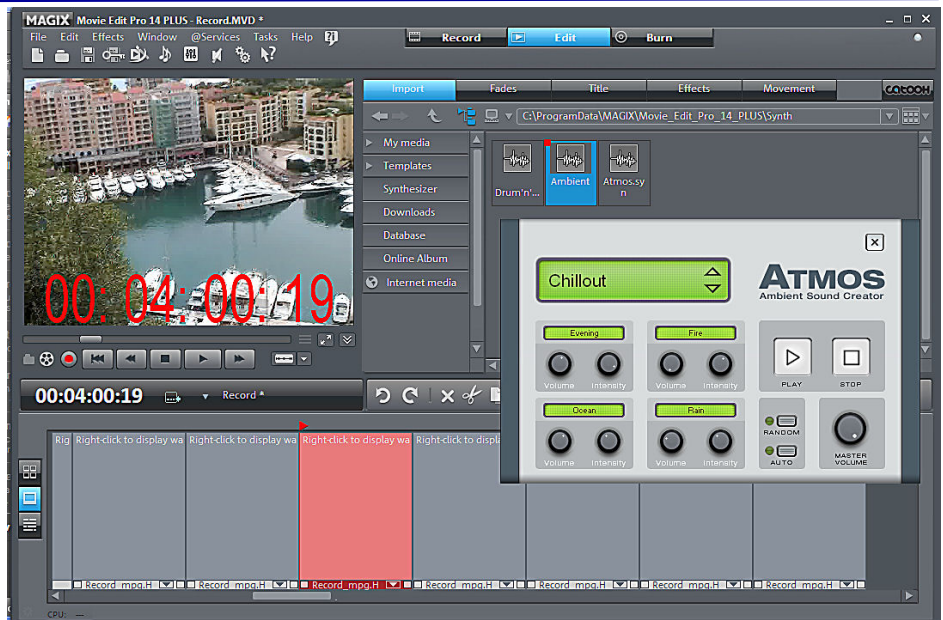 MAGIX Movie Edit Pro 14 PLUS - Record.MVD *
File Edit Effects Window @Services Tasks Help
Record Edit Burn
Import Fades Title Effects Movement CATOOH
C:\ProgramData\MAGIX\Movie_Edit_Pro_14_PLUS\Synth
My media
Templates
Synthesizer
Downloads
Database
Online Album
Internet media
Drum'n'... Ambient Atmos.sy
n
00: 04: 00: 19
Chillout
ATMOS
Ambient Sound Creator
Evening Fire
Volume Intensity Volume Intensity
PLAY STOP
Ocean Rain
Volume Intensity Volume Intensity
RANDOM
AUTO
MASTER
VOLUME
00:04:00:19 Record *
Rig Right-click to display wa Right-click to display wa Right-click to display wa Right-click to displa
Record_mpg.H Record_mpg.H Record_mpg.H Record_mpg.H Record_mpg.H Record_mpg.H Record_mpg.H
CPU: —